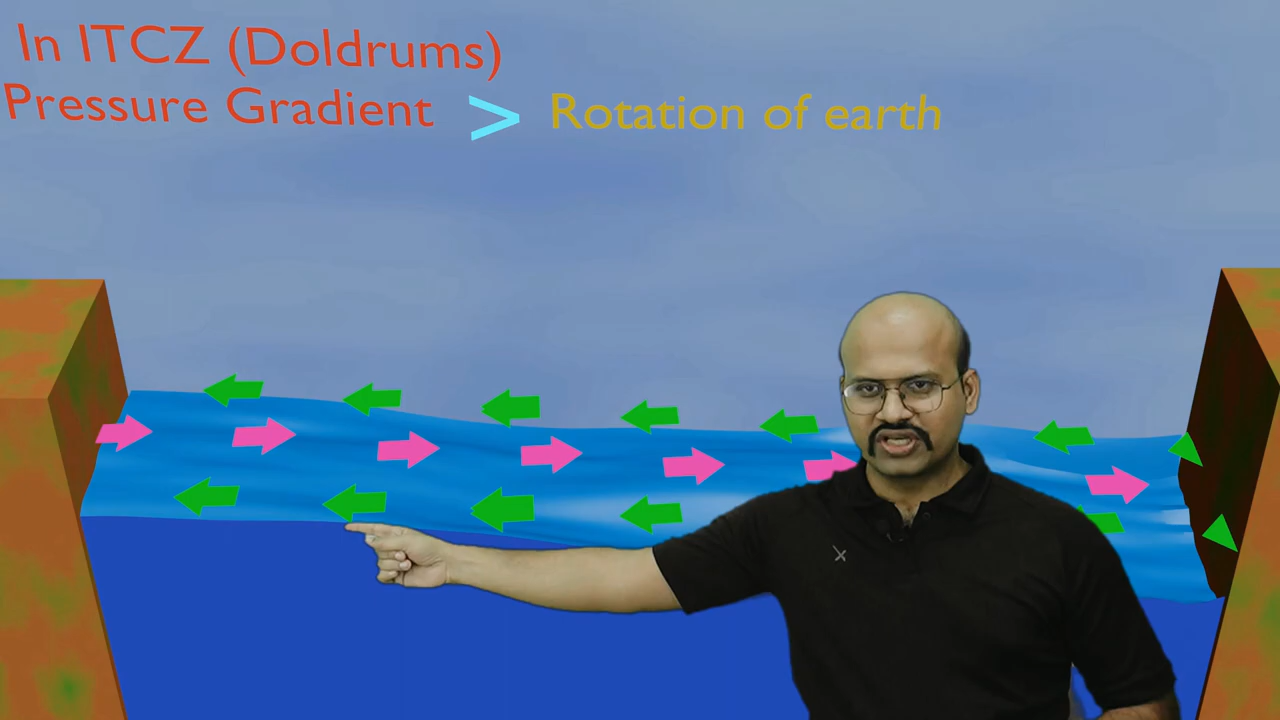 In ITCZ (Doldrums)
Pressure Gradient > Rotation of earth